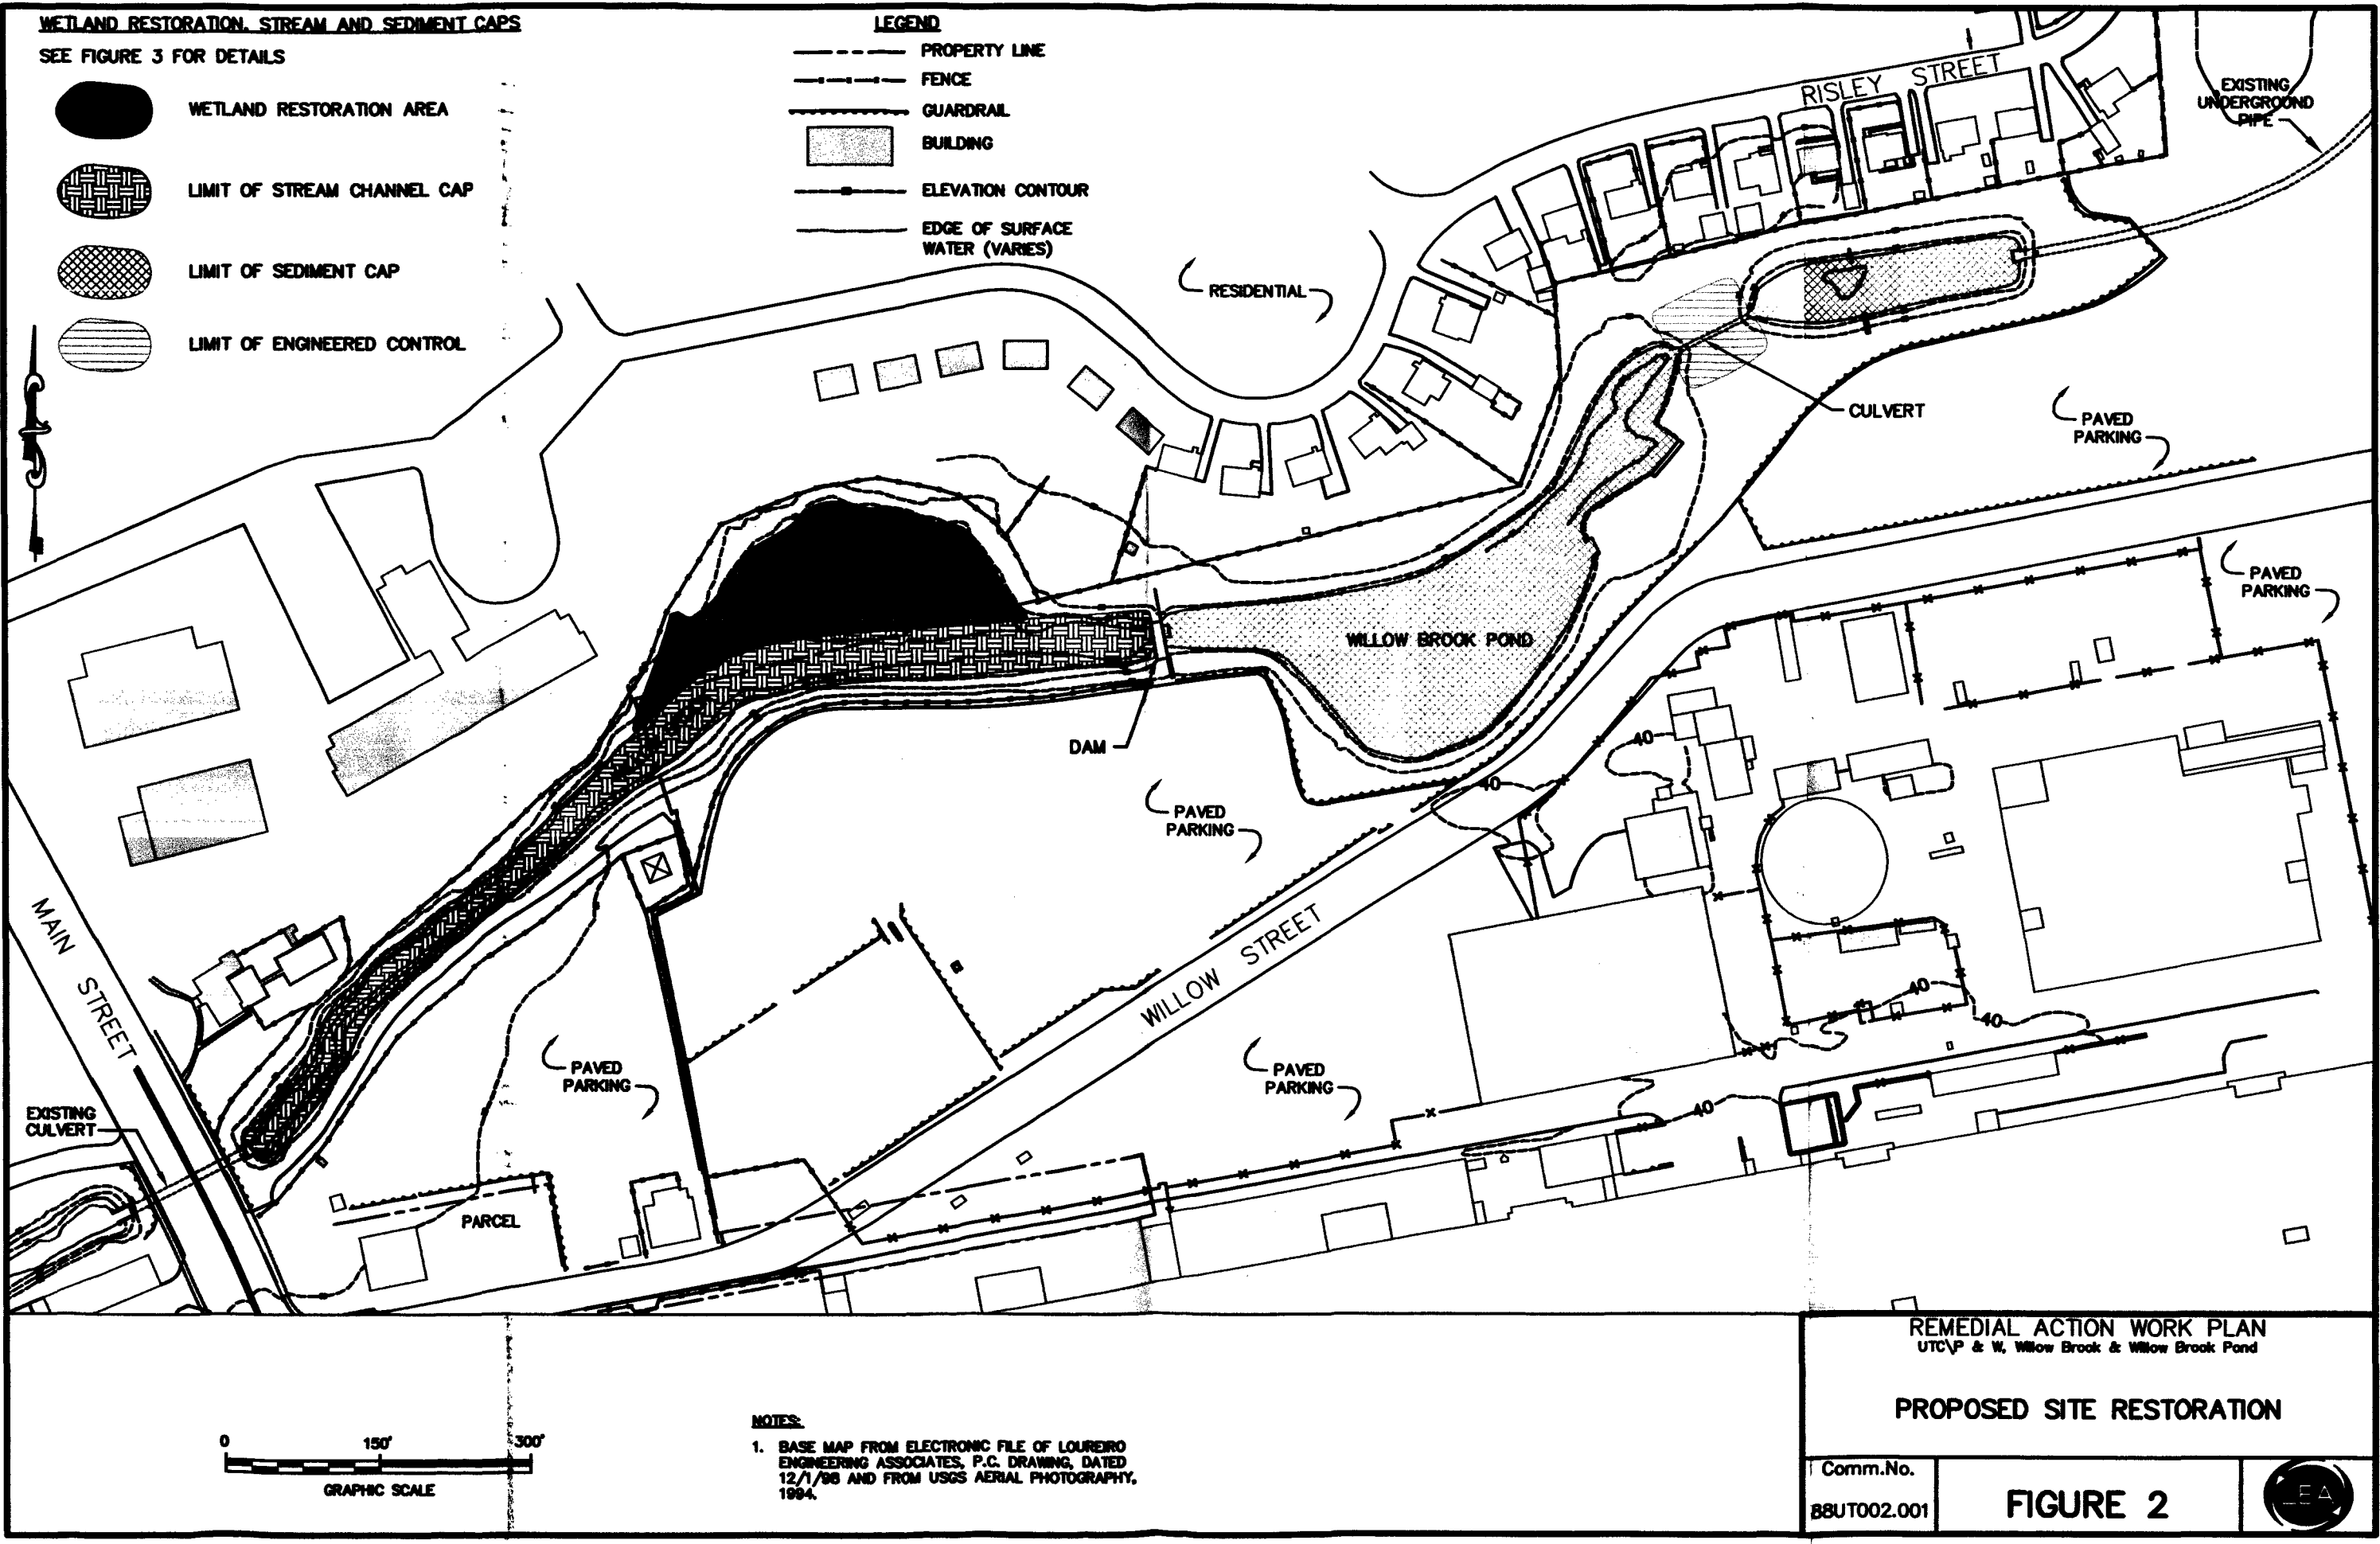 WETLAND RESTORATION, STREAM AND SEDIMENT CAPS
SEE FIGURE 3 FOR DETAILS
WETLAND RESTORATION AREA
LIMIT OF STREAM CHANNEL CAP
LIMIT OF SEDIMENT CAP
LIMIT OF ENGINEERED CONTROL
LEGEND
PROPERTY LINE
FENCE
GUARDRAIL
BUILDING
ELEVATION CONTOUR
EDGE OF SURFACE
WATER (VARIES)
RISLEY STREET
EXISTING
UNDERGROUND
PIPE
RESIDENTIAL
CULVERT
PAVED
PARKING
PAVED
PARKING
WILLOW BROOK POND
DAM
40
40
PAVED
PARKING
MAIN STREET
WILLOW STREET
40
40
PAVED
PARKING
PAVED
PARKING
40
EXISTING
CULVERT
PARCEL
0 150' 300'
GRAPHIC SCALE
NOTES:
1. BASE MAP FROM ELECTRONIC FILE OF LOUREIRO
ENGINEERING ASSOCIATES, P.C. DRAWING, DATED
12/1/98 AND FROM USGS AERIAL PHOTOGRAPHY,
1994.
REMEDIAL ACTION WORK PLAN
UTC\P & W, Willow Brook & Willow Brook Pond
PROPOSED SITE RESTORATION
Comm.No.
88UT002.001
FIGURE 2
LEA